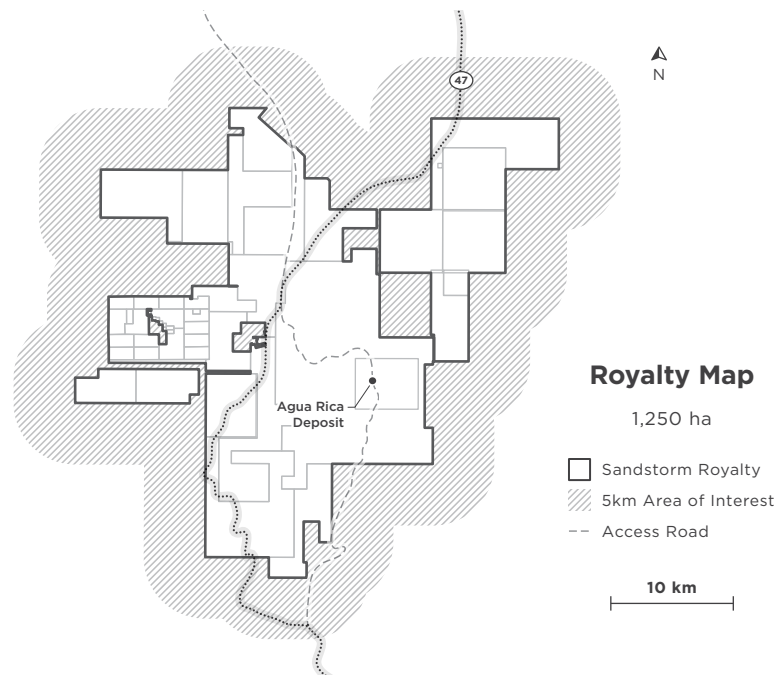 47
N
Agua Rica
Deposit
Royalty Map
1,250 ha
Sandstorm Royalty
5km Area of Interest
Access Road
10 km